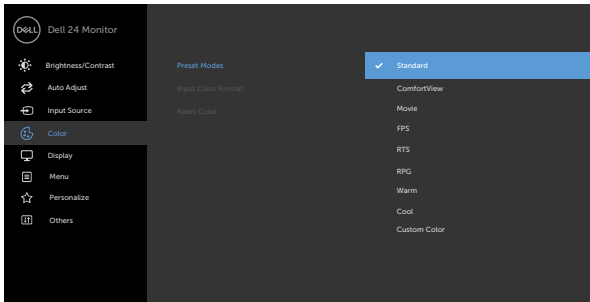 DELL
Dell 24 Monitor
Brightness/Contrast
Auto Adjust
Input Source
Color
Display
Menu
Personalize
Others
Preset Modes
Input Color Format
Reset Color
Standard
ComfortView
Movie
FPS
RTS
RPG
Warm
Cool
Custom Color